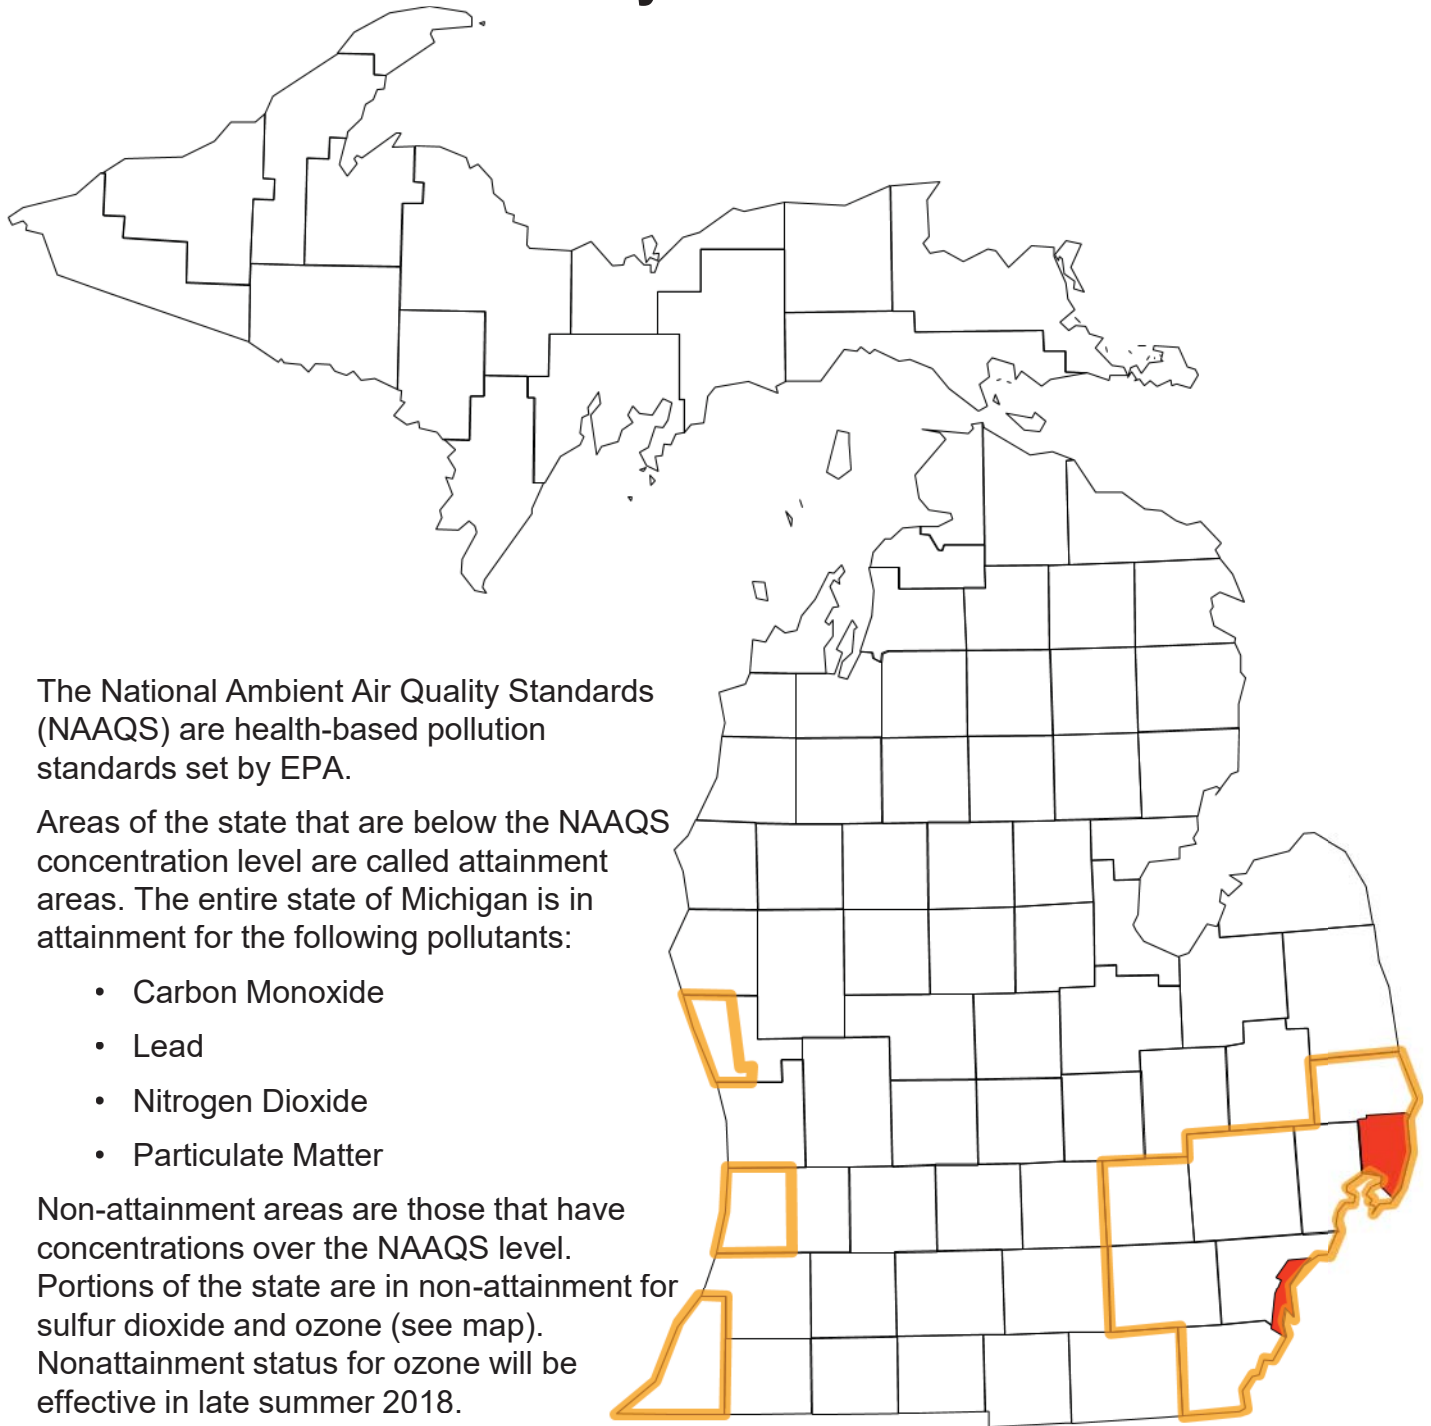 The National Ambient Air Quality Standards
(NAAQS) are health-based pollution
standards set by EPA.
Areas of the state that are below the NAAQS
concentration level are called attainment
areas. The entire state of Michigan is in
attainment for the following pollutants:
• Carbon Monoxide
• Lead
• Nitrogen Dioxide
• Particulate Matter
Non-attainment areas are those that have
concentrations over the NAAQS level.
Portions of the state are in non-attainment for
sulfur dioxide and ozone (see map).
Nonattainment status for ozone will be
effective in late summer 2018.